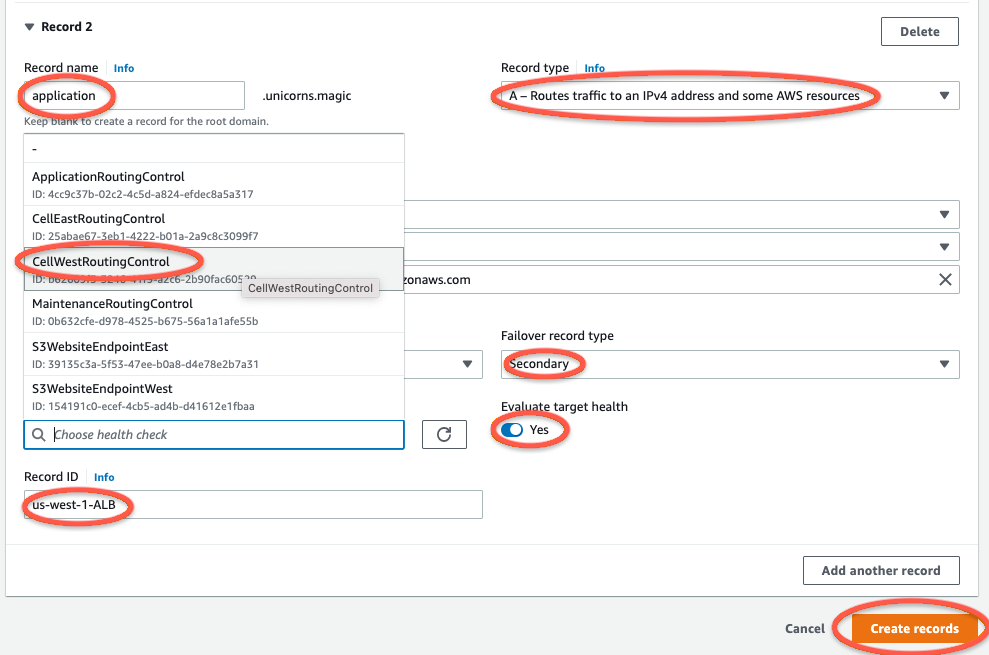 Record 2
Delete
Record name Info
Record type Info
application .unicorns.magic
A – Routes traffic to an IPv4 address and some AWS resources
Keep blank to create a record for the root domain.
-
ApplicationRoutingControl
ID: 4cc9c37b-02c2-4c5d-a824-efdec8a5a317
CellEastRoutingControl
ID: 25abae67-3eb1-4222-b01a-2a9c8c3099f7
CellWestRoutingControl
CellWestRoutingControl
zonaws.com
MaintenanceRoutingControl
ID: 0b632cfe-d978-4525-b675-56a1a1afe55b
S3WebsiteEndpointEast
ID: 39135c3a-5f53-47ee-b0a8-d4e78e2b7a31
S3WebsiteEndpointWest
ID: 154191c0-ecef-4cb5-ad4b-d41612e1fbaa
Failover record type
Secondary
Choose health check
Evaluate target health
Yes
Record ID Info
us-west-1-ALB
Add another record
Cancel
Create records